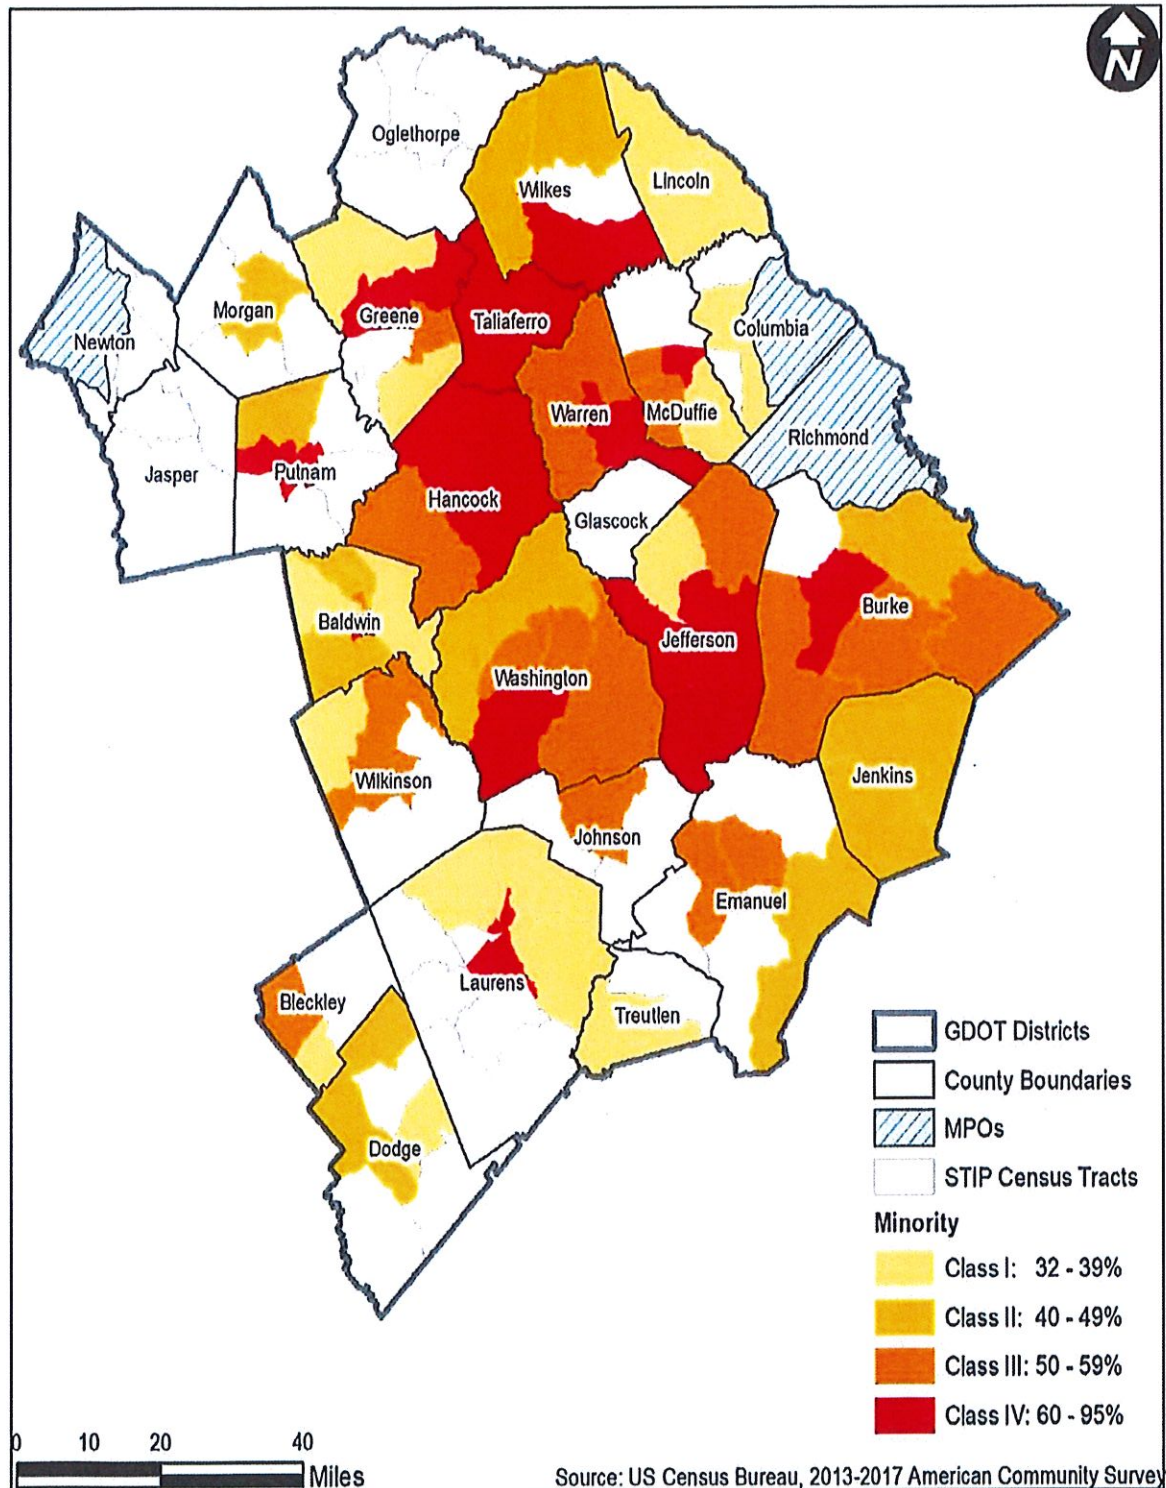 N
Oglethorpe
Wilkes
Lincoln
Morgan
Greene
Taliaferro
Columbia
Newton
Warren
McDuffie
Richmond
Jasper
Putnam
Hancock
Glascock
Baldwin
Burke
Jefferson
Washington
Wilkinson
Jenkins
Johnson
Emanuel
Laurens
Bleckley
Treutlen
Dodge
GDOT Districts
County Boundaries
MPOs
STIP Census Tracts
Minority
Class I: 32 - 39%
Class II: 40 - 49%
Class III: 50 - 59%
Class IV: 60 - 95%
0 10 20 40
Miles
Source: US Census Bureau, 2013-2017 American Community Survey